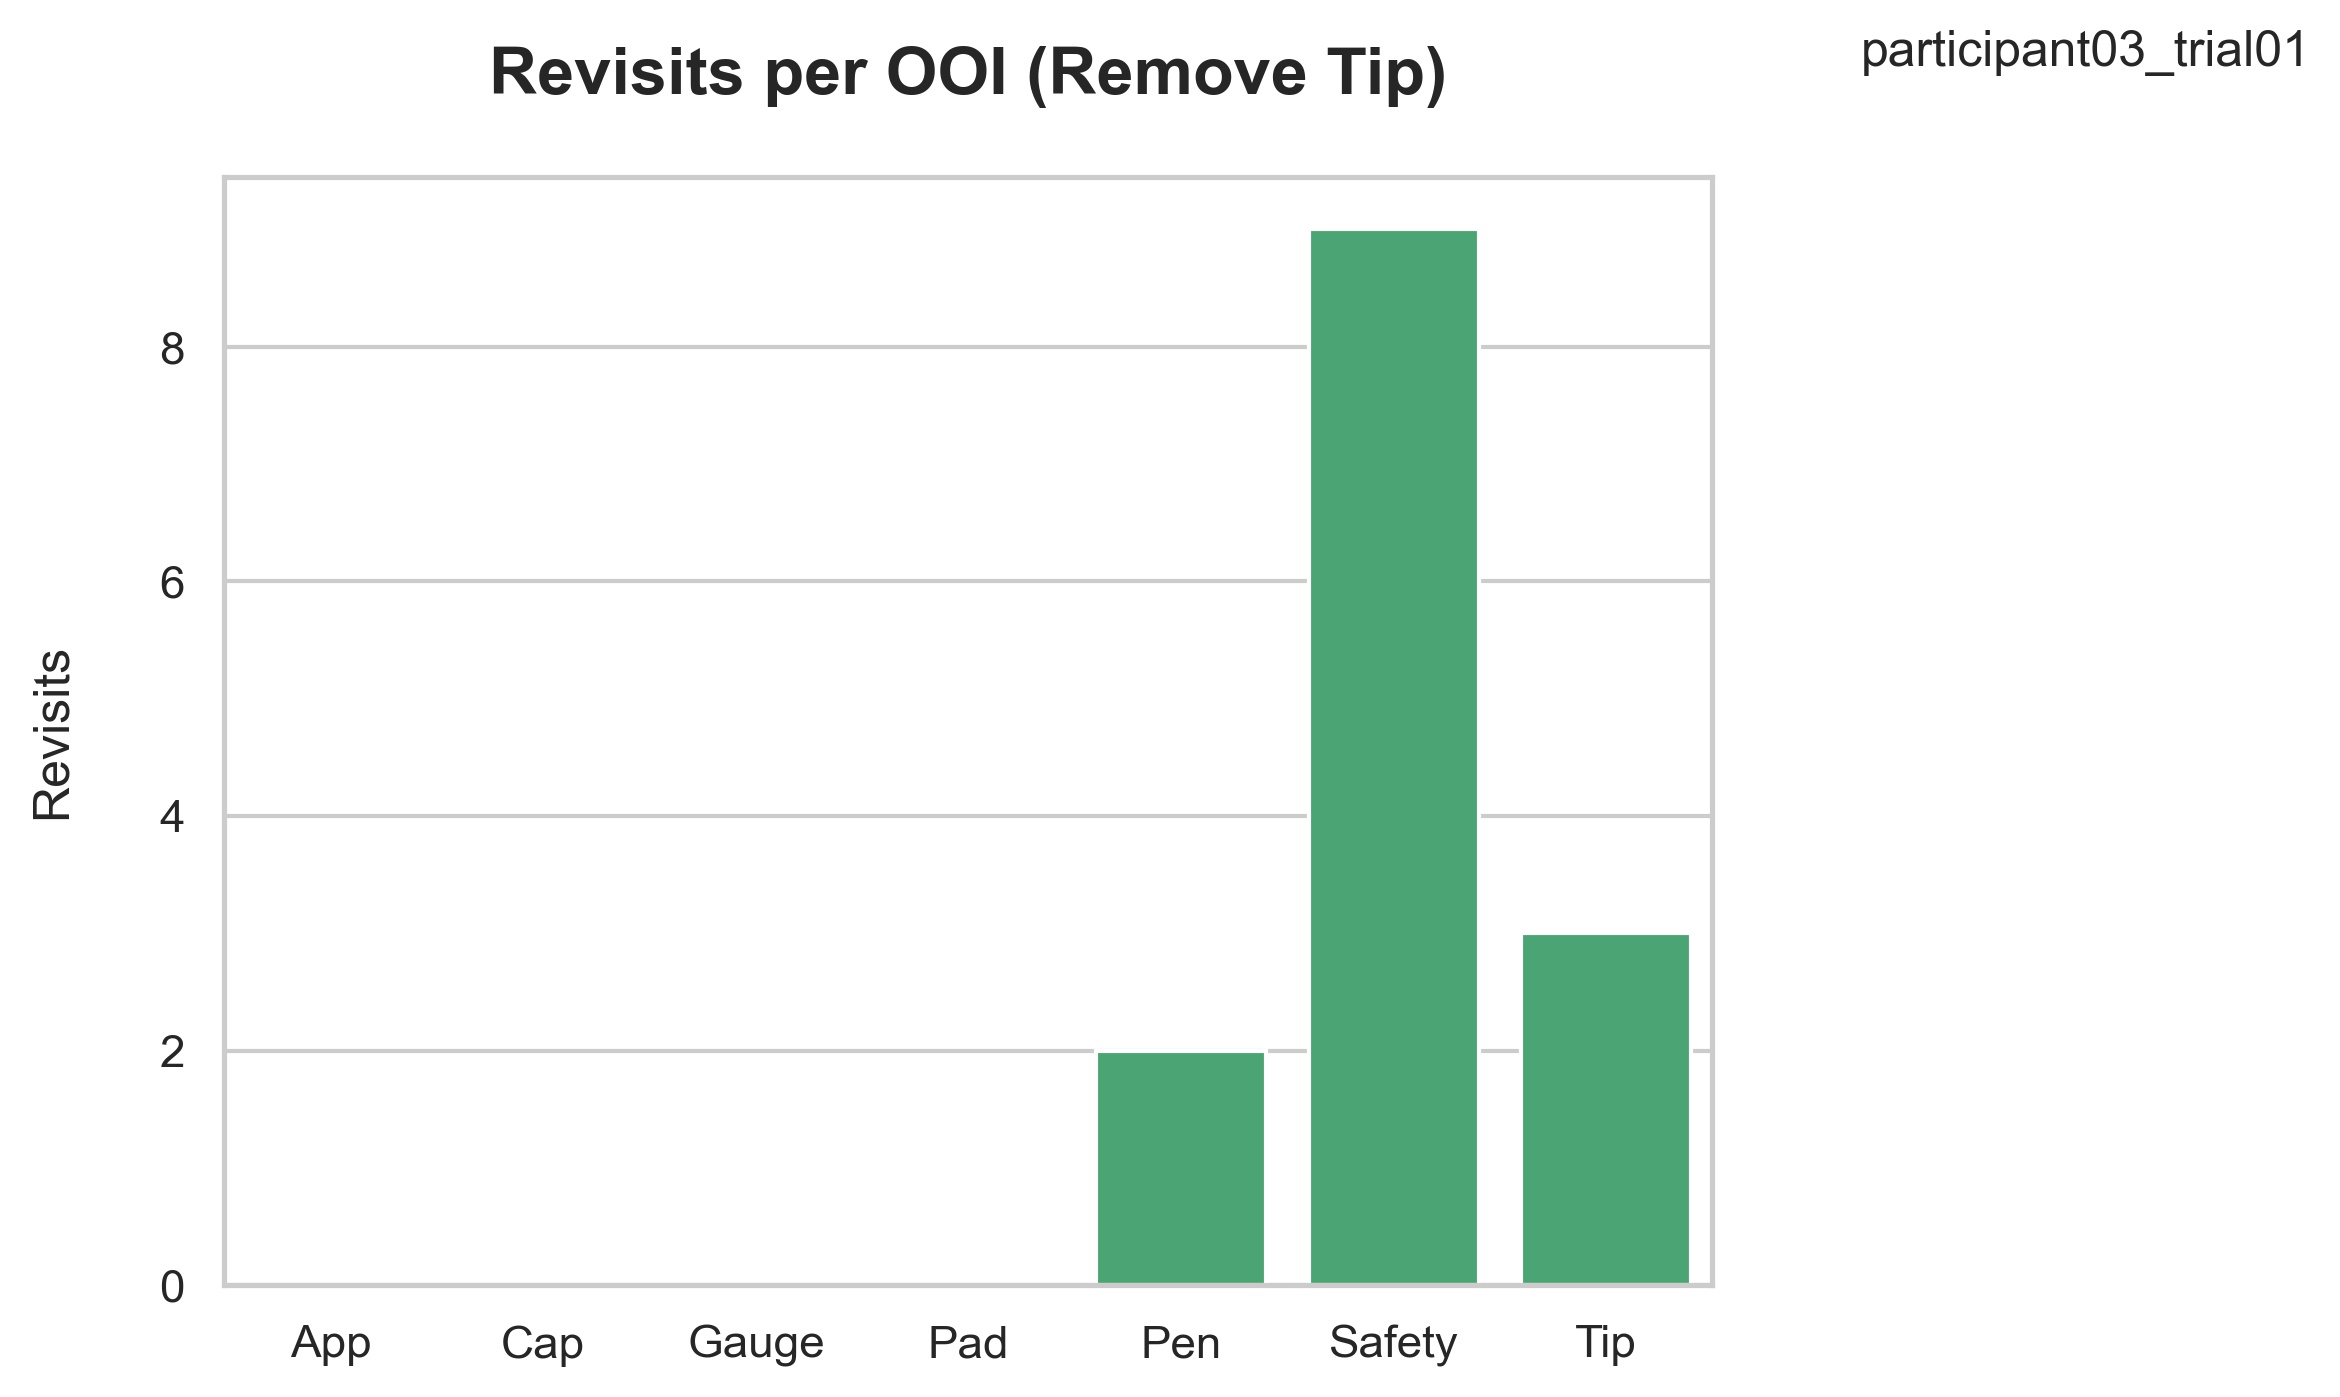 participant03_trial01
Revisits per OOI (Remove Tip)
Revisits
8
6
4
2
0
App Cap Gauge Pad Pen Safety Tip